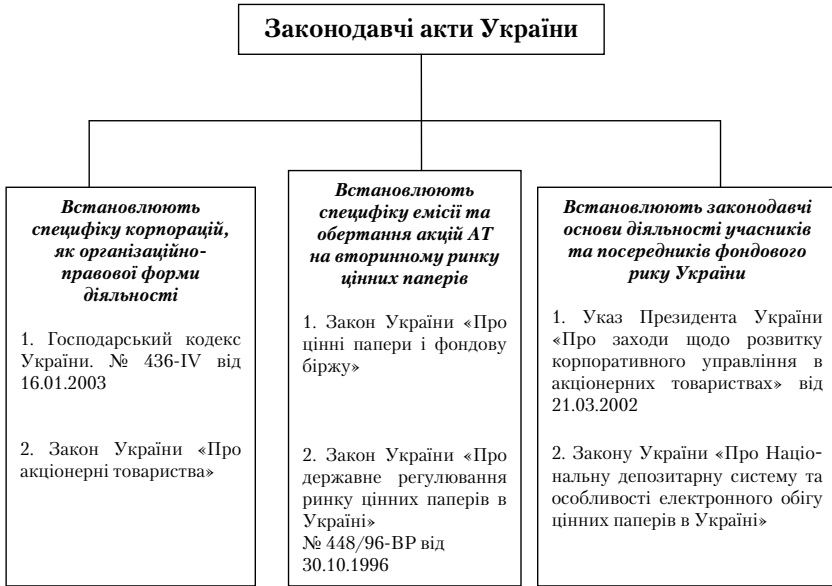 Законодавчі акти України
Встановлюють
специфіку корпорацій,
як організаційно-
правової форми
діяльності
1. Господарський кодекс
України. № 436-IV від
16.01.2003
2. Закон України «Про
акціонерні товариства»
Встановлюють
специфіку емісії та
обертання акцій АТ
на вторинному ринку
цінних паперів
1. Закон України «Про
цінні папери і фондову
біржу»
2. Закон України «Про
державне регулювання
ринку цінних паперів в
Україні»
№ 448/96-ВР від
30.10.1996
Встановлюють законодавчі
основи діяльності учасників
та посередників фондового
рику України
1. Указ Президента України
«Про заходи щодо розвитку
корпоративного управління в
акціонерних товариствах» від
21.03.2002
2. Закону України «Про Націо-
нальну депозитарну систему та
особливості електронного обігу
цінних паперів в Україні»